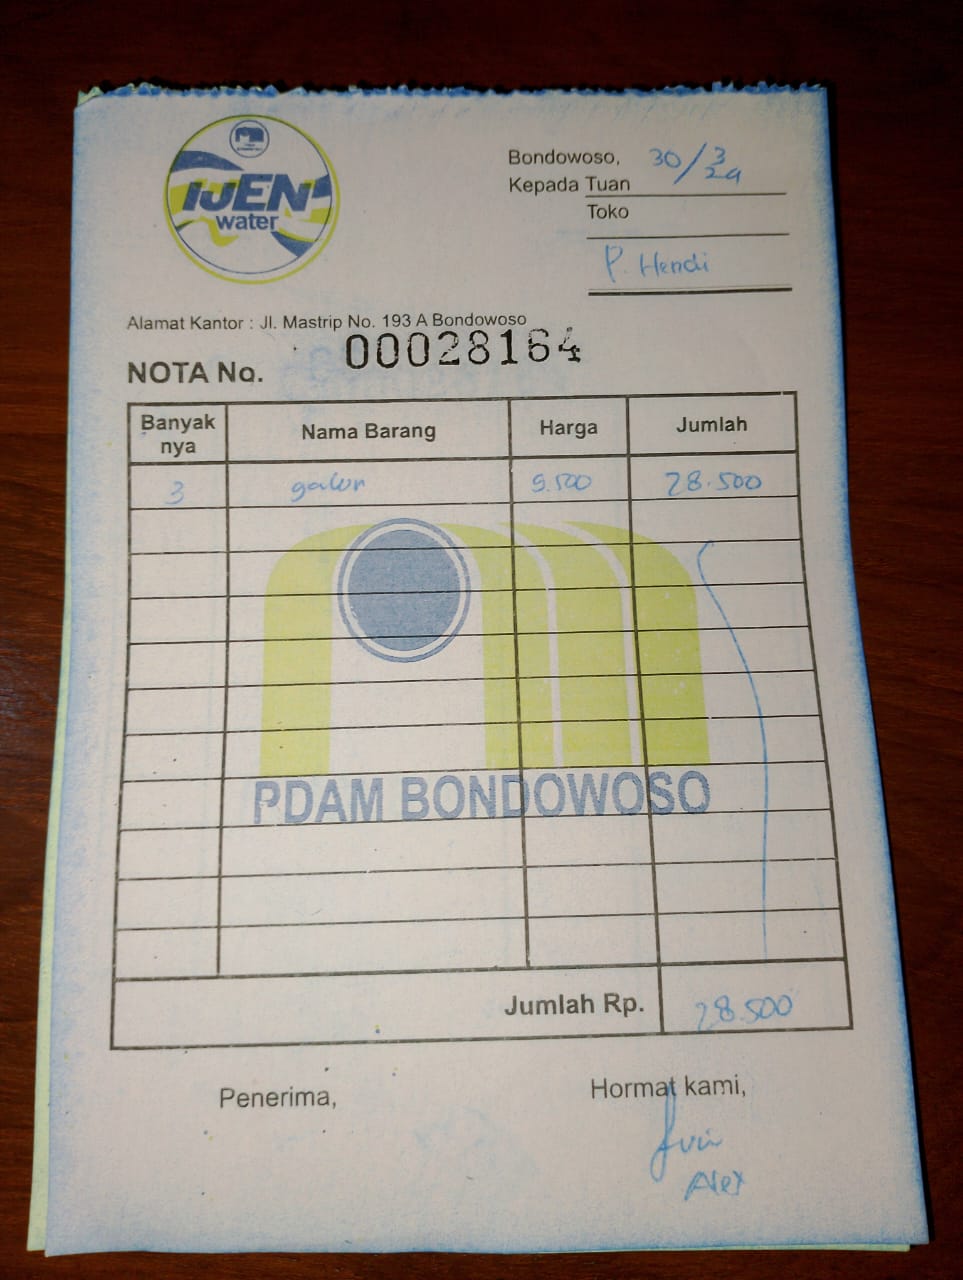 IJEN
water
Bondowoso, 30/3/24
Kepada Tuan
Toko
P. Hendi
Alamat Kantor : Jl. Mastrip No. 193 A Bondowoso
NOTA No. 00028164
Banyak nya Nama Barang Harga Jumlah
3 galon 9.500 28.500
PDAM BONDOWOSO
Jumlah Rp. 28.500
Penerima, Hormat kami,
Alex